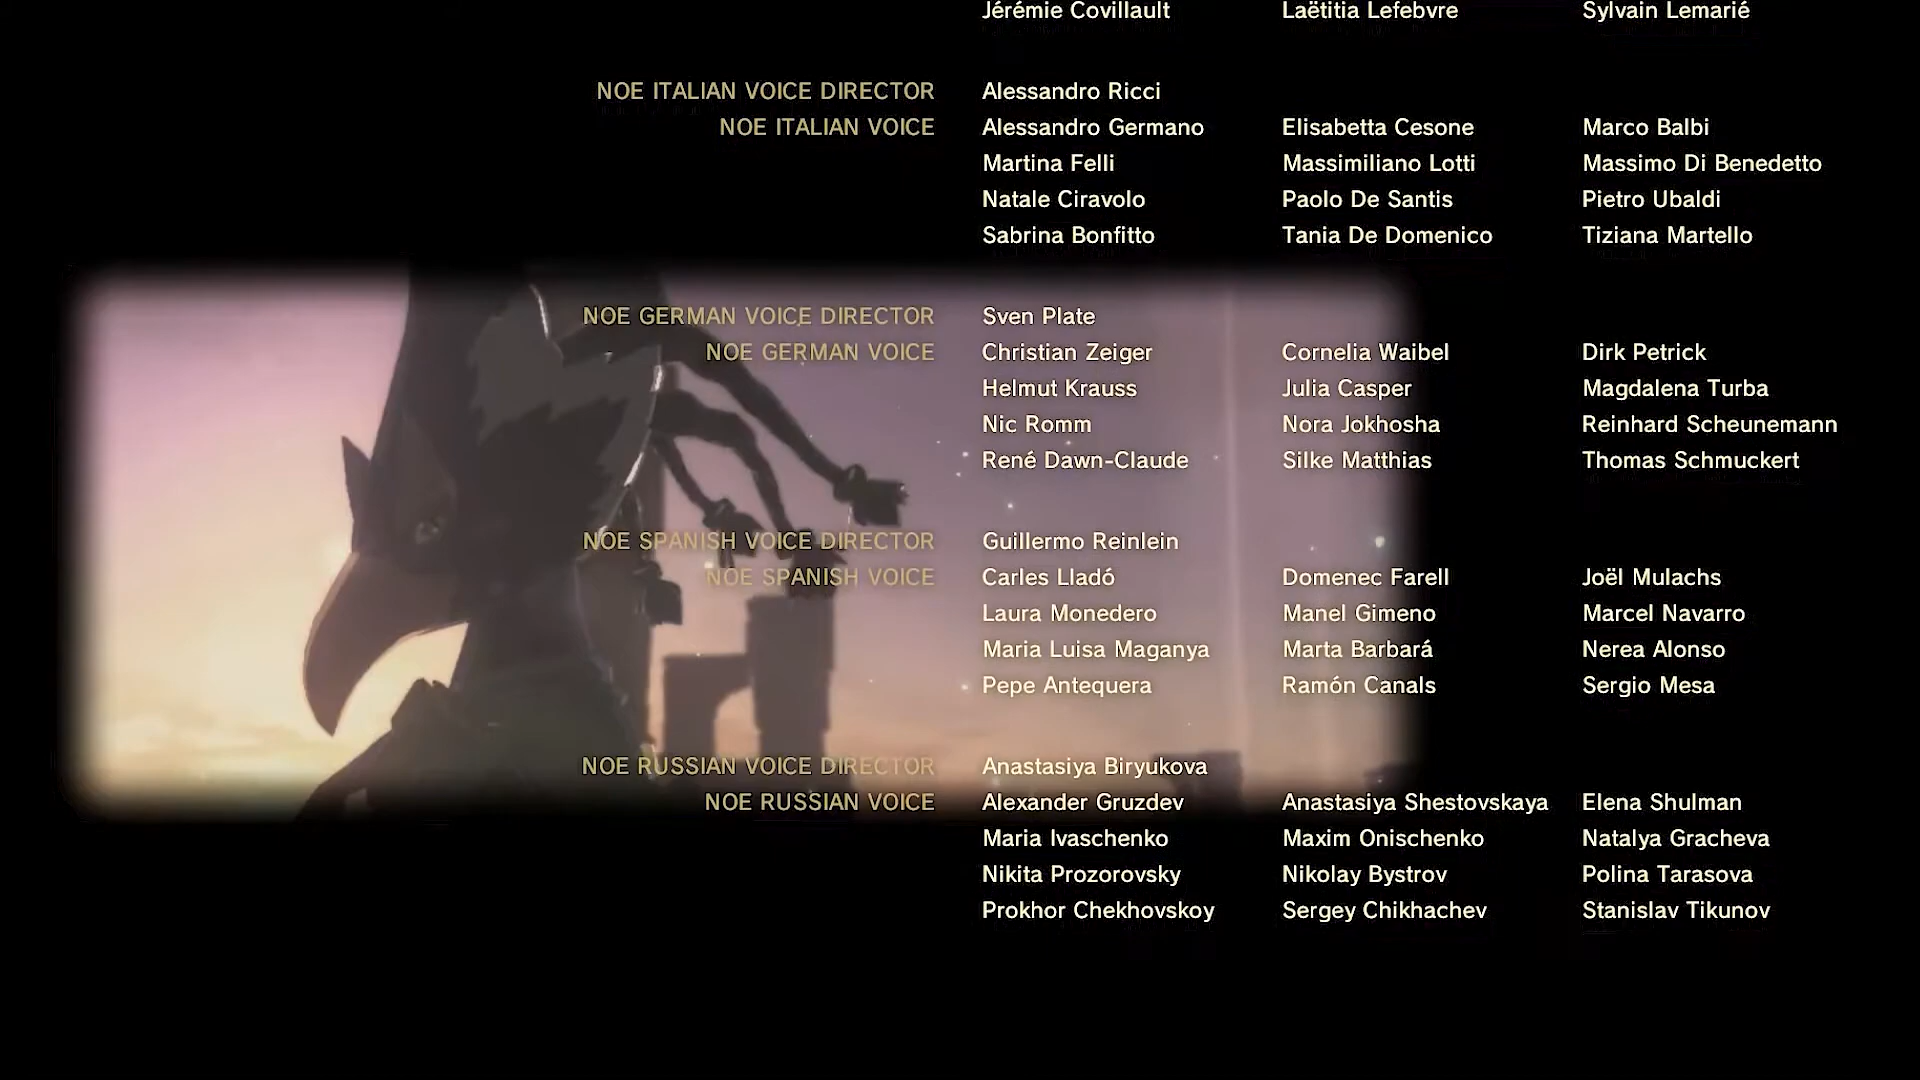 Jérémie Covillault Laëtitia Lefebvre Sylvain Lemarié
NOE ITALIAN VOICE DIRECTOR Alessandro Ricci
NOE ITALIAN VOICE Alessandro Germano Elisabetta Cesone Marco Balbi
Martina Felli Massimiliano Lotti Massimo Di Benedetto
Natale Ciravolo Paolo De Santis Pietro Ubaldi
Sabrina Bonfitto Tania De Domenico Tiziana Martello
NOE GERMAN VOICE DIRECTOR Sven Plate
NOE GERMAN VOICE Christian Zeiger Cornelia Waibel Dirk Petrick
Helmut Krauss Julia Casper Magdalena Turba
Nic Romm Nora Jokhosha Reinhard Scheunemann
René Dawn-Claude Silke Matthias Thomas Schmuckert
NOE SPANISH VOICE DIRECTOR Guillermo Reinlein
NOE SPANISH VOICE Carles Lladó Domenec Farell Joël Mulachs
Laura Monedero Manel Gimeno Marcel Navarro
Maria Luisa Maganya Marta Barbará Nerea Alonso
Pepe Antequera Ramón Canals Sergio Mesa
NOE RUSSIAN VOICE DIRECTOR Anastasiya Biryukova
NOE RUSSIAN VOICE Alexander Gruzdev Anastasiya Shestovskaya Elena Shulman
Maria Ivaschenko Maxim Onischenko Natalya Gracheva
Nikita Prozorovsky Nikolay Bystrov Polina Tarasova
Prokhor Chekhovskoy Sergey Chikhachev Stanislav Tikunov